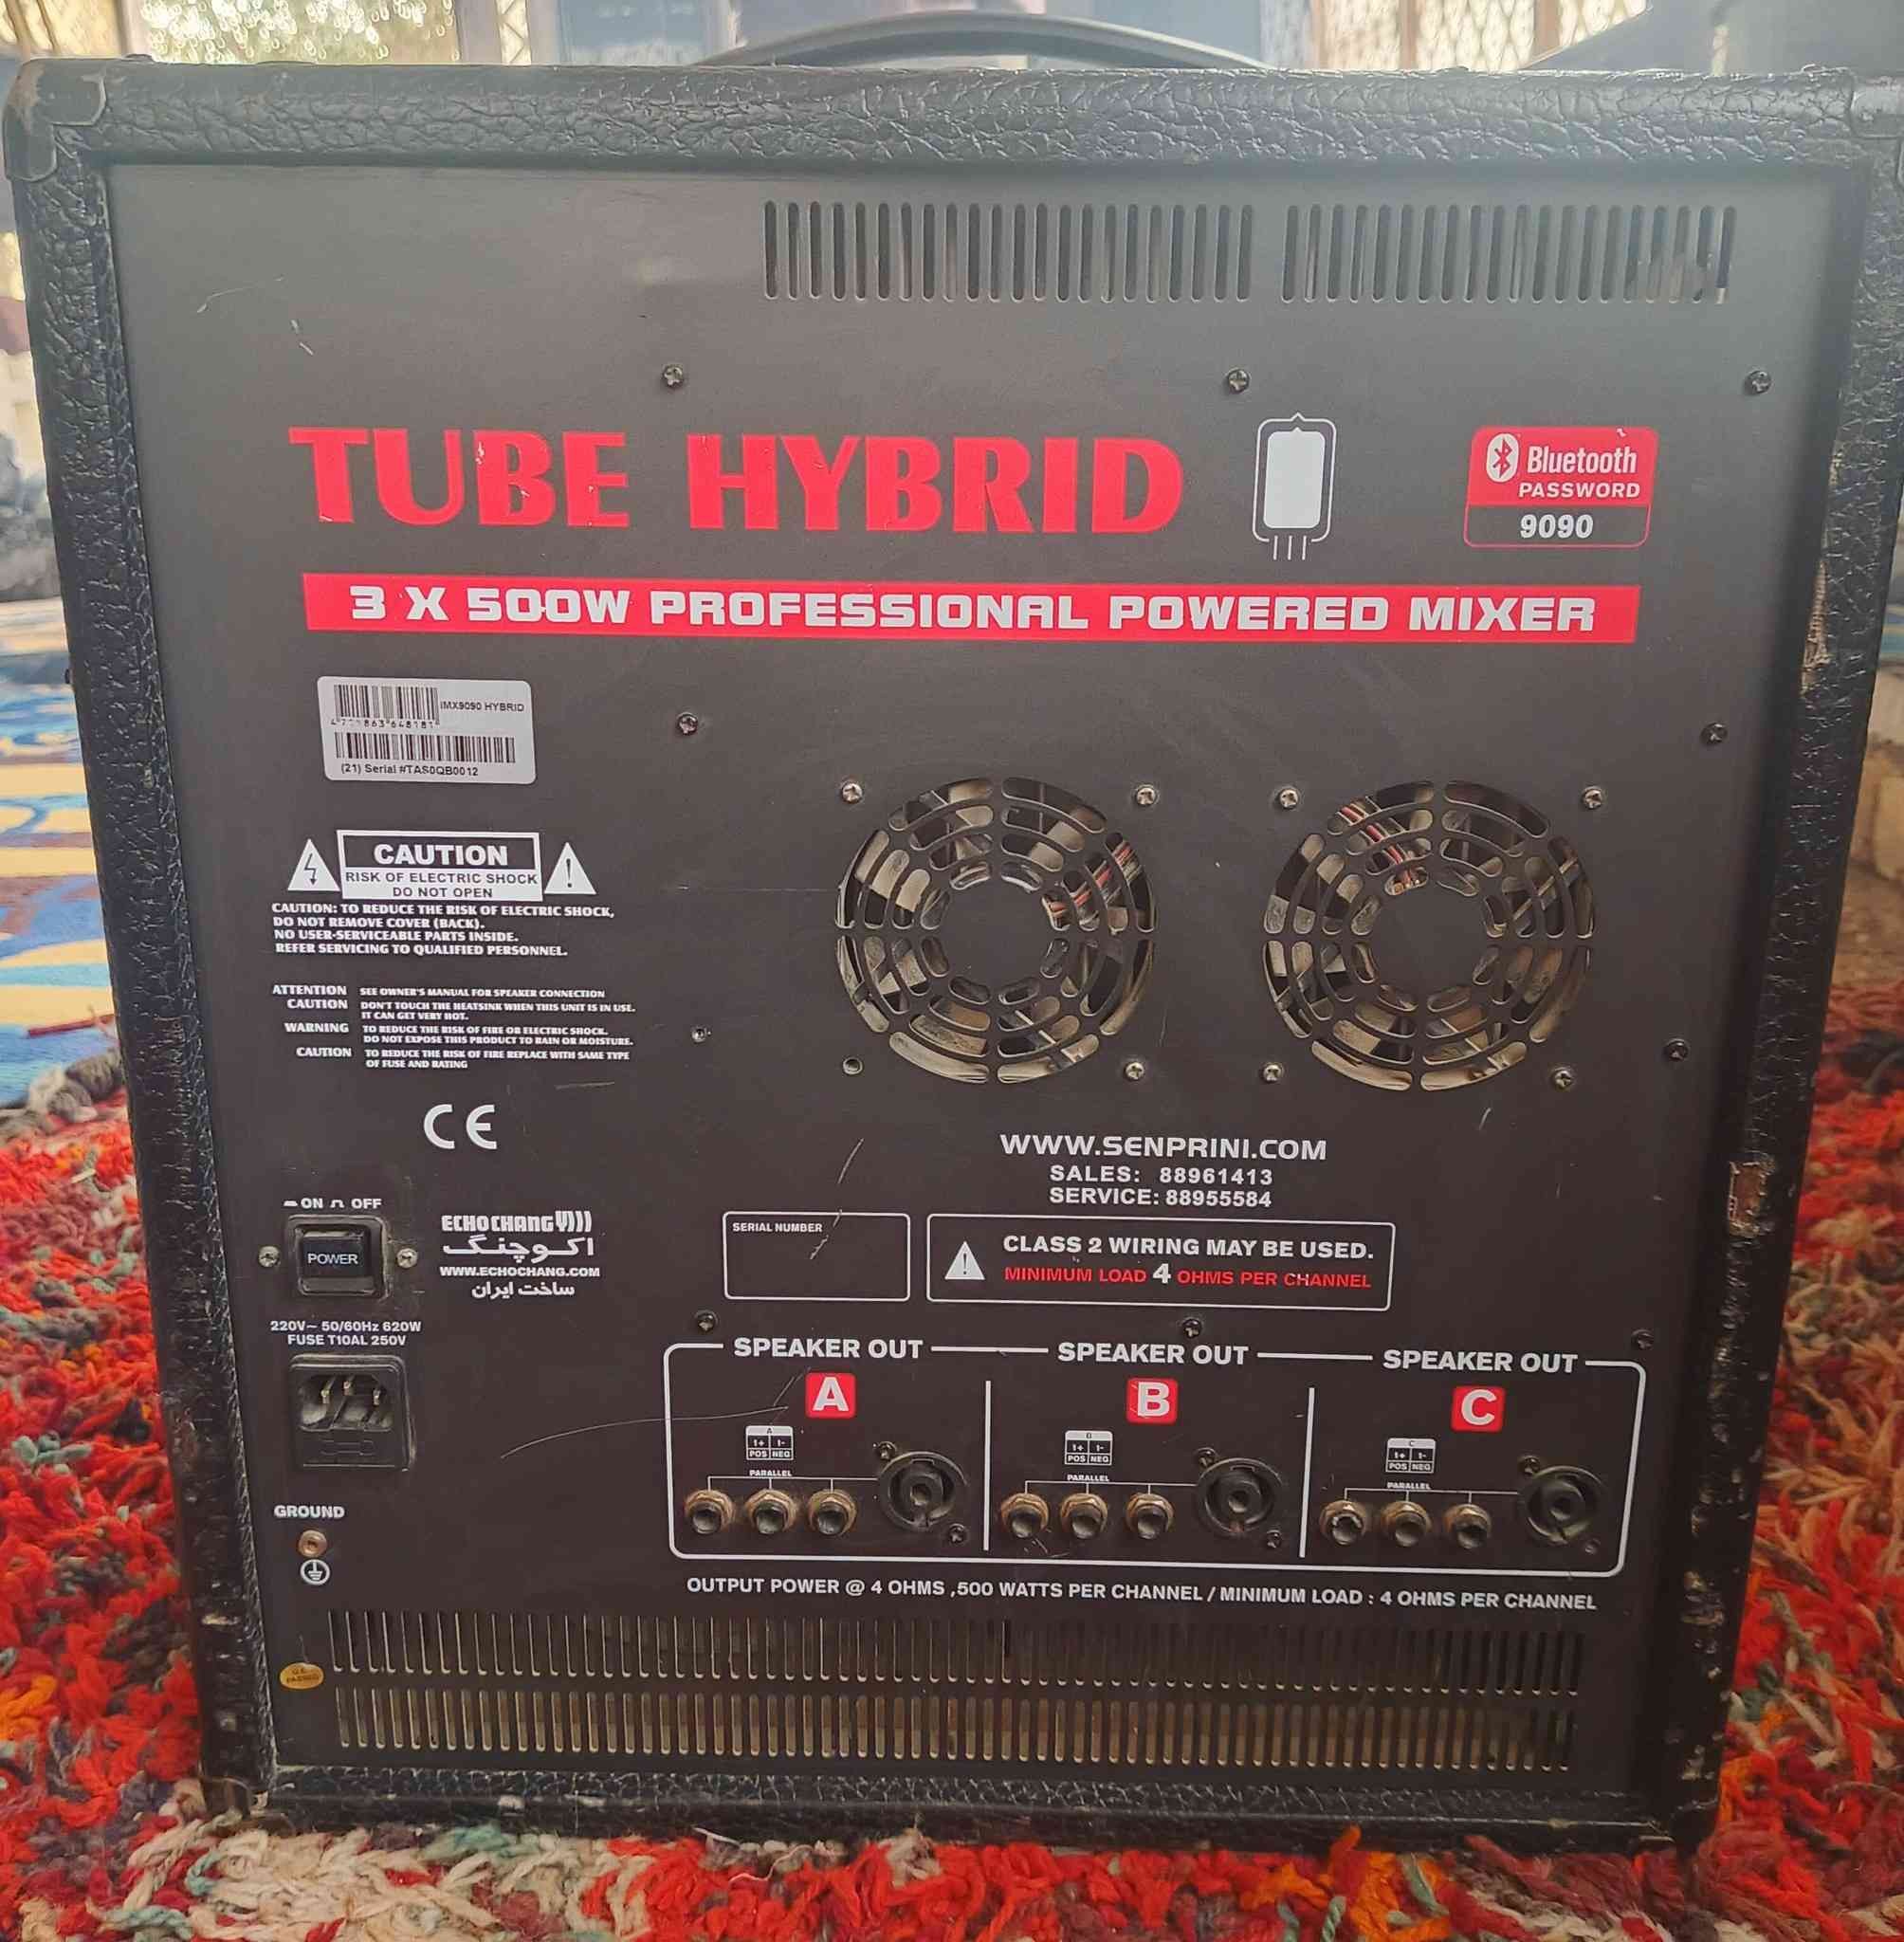 TUBE HYBRID
Bluetooth
PASSWORD
9090
3 X 500W PROFESSIONAL POWERED MIXER
IMX9090 HYBRID
(21) Serial #TAS0QB0012
CAUTION
RISK OF ELECTRIC SHOCK
DO NOT OPEN
CAUTION: TO REDUCE THE RISK OF ELECTRIC SHOCK,
DO NOT REMOVE COVER (BACK).
NO USER-SERVICEABLE PARTS INSIDE.
REFER SERVICING TO QUALIFIED PERSONNEL.
ATTENTION SEE OWNER'S MANUAL FOR SPEAKER CONNECTION
CAUTION DON'T TOUCH THE HEATSINK WHEN THIS UNIT IS IN USE.
IT CAN GET VERY HOT.
WARNING TO REDUCE THE RISK OF FIRE OR ELECTRIC SHOCK.
DO NOT EXPOSE THIS PRODUCT TO RAIN OR MOISTURE.
CAUTION TO REDUCE THE RISK OF FIRE REPLACE WITH SAME TYPE
OF FUSE AND RATING
CE
WWW.SENPRINI.COM
SALES: 88961413
SERVICE: 88955584
ON OFF
POWER
ECHOCHANG
اکوچنگ
WWW.ECHOCHANG.COM
ساخت ایران
SERIAL NUMBER
CLASS 2 WIRING MAY BE USED.
MINIMUM LOAD 4 OHMS PER CHANNEL
220V~ 50/60Hz 620W
FUSE T10AL 250V
SPEAKER OUT
A
A
1+ 1-
POS NEG
PARALLEL
SPEAKER OUT
B
B
1+ 1-
POS NEG
PARALLEL
SPEAKER OUT
C
C
1+ 1-
POS NEG
PARALLEL
GROUND
OUTPUT POWER @ 4 OHMS ,500 WATTS PER CHANNEL / MINIMUM LOAD : 4 OHMS PER CHANNEL